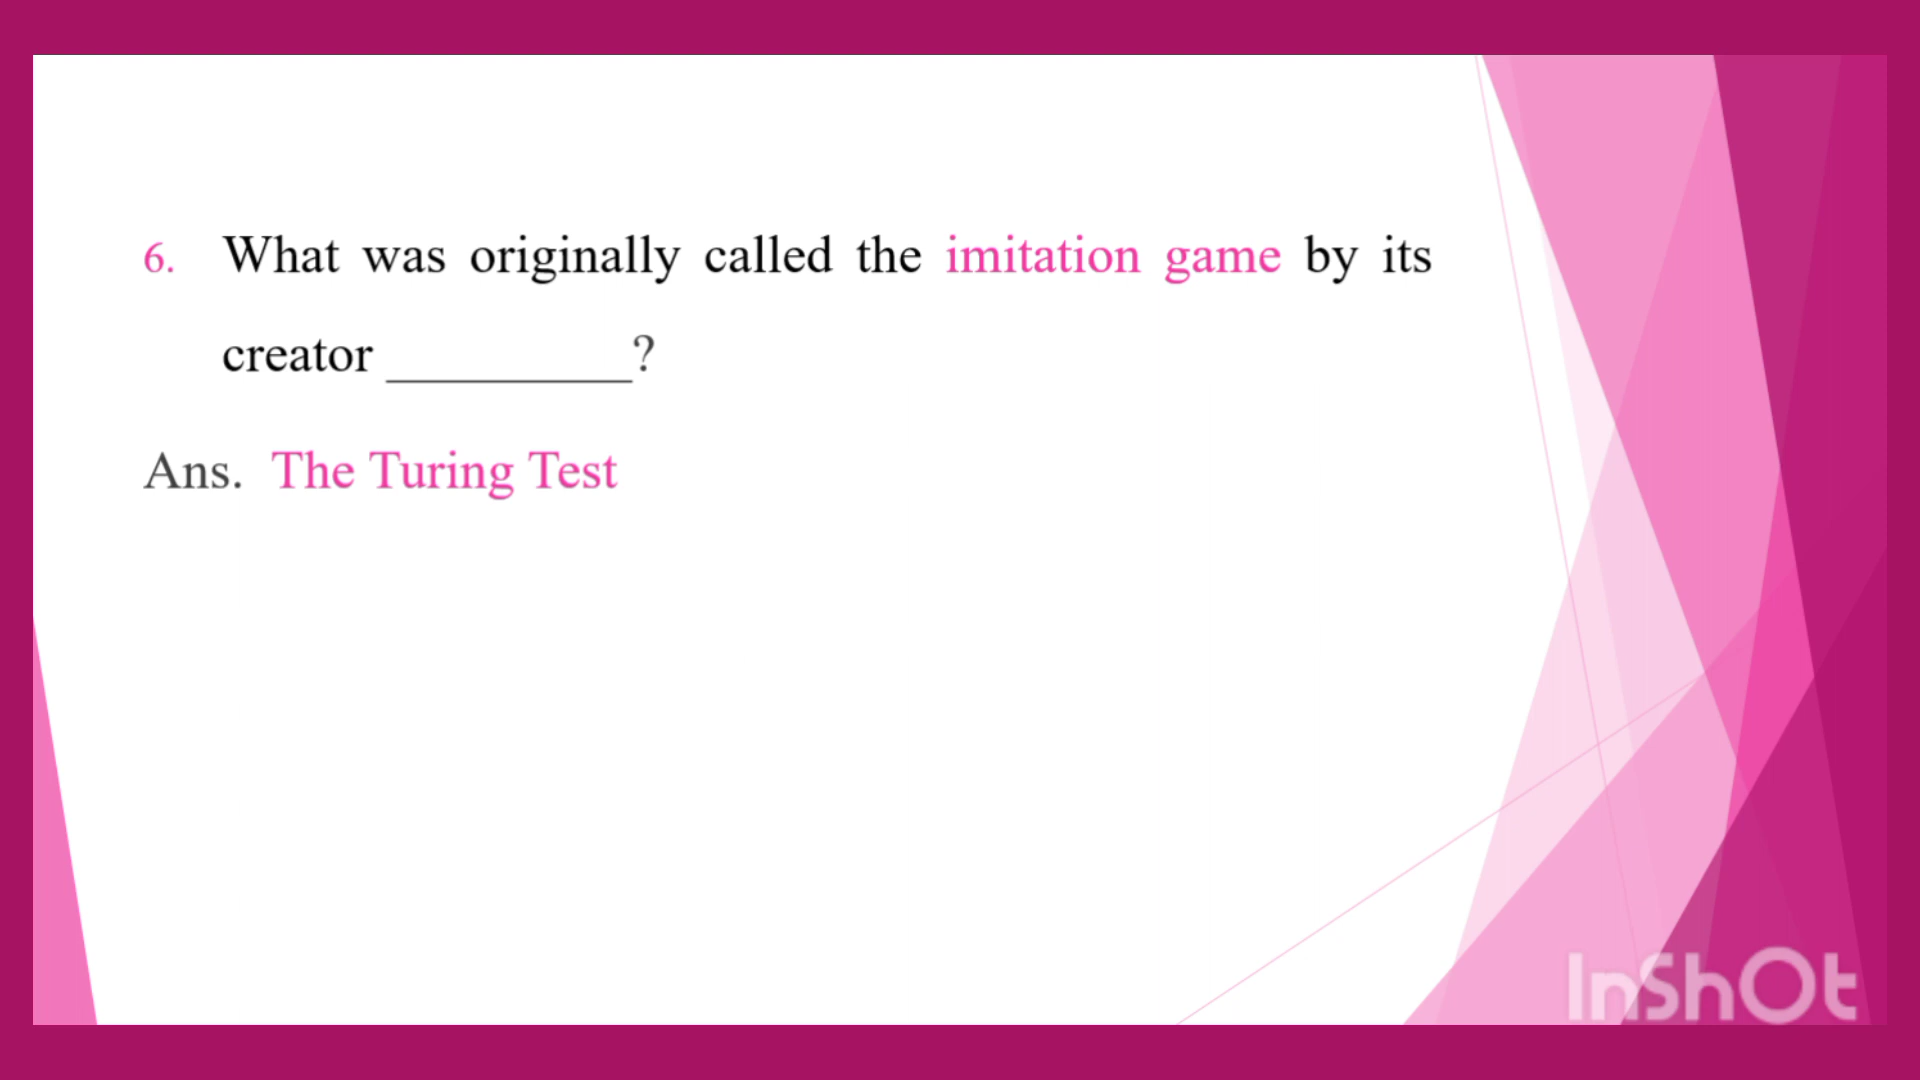 6. What was originally called the imitation game by its
creator __________?
Ans. The Turing Test
InShOt